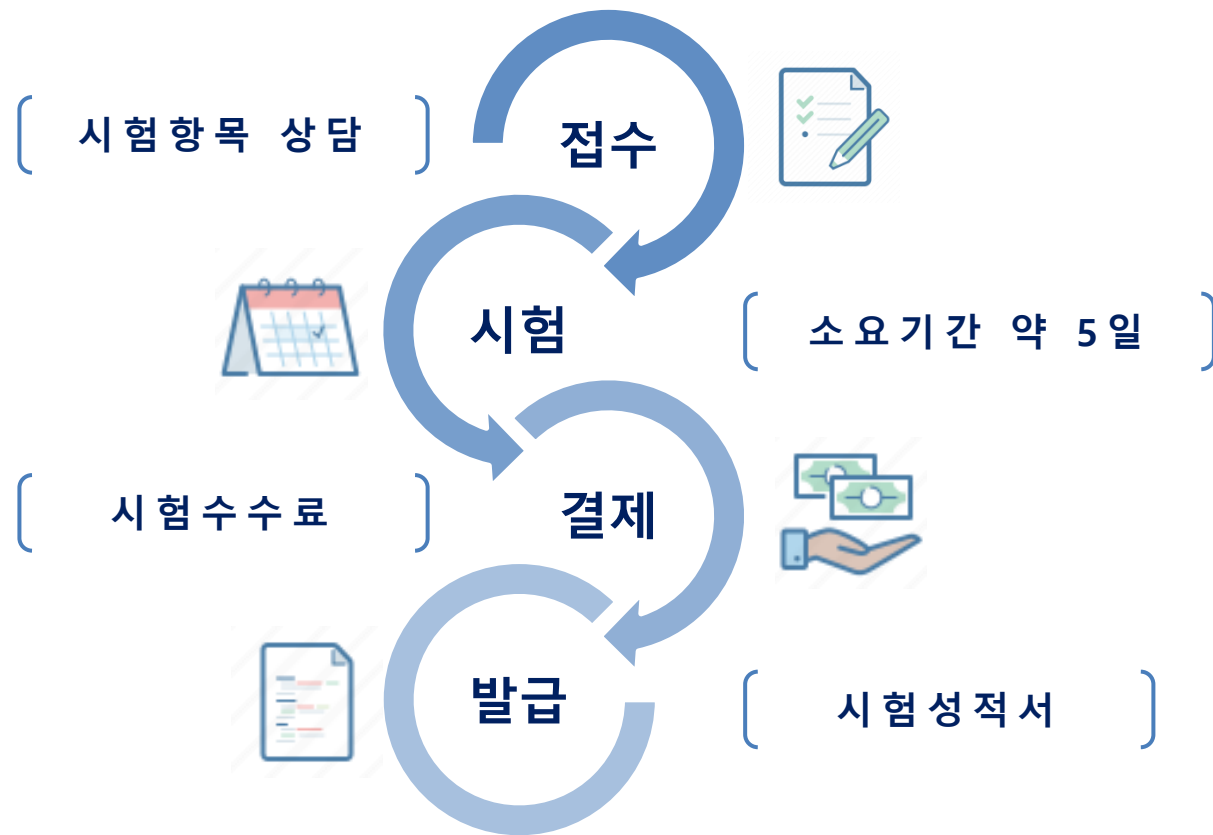 시험항목 상담
접수
시험
소요기간 약 5일
시험수수료
결제
발급
시험성적서